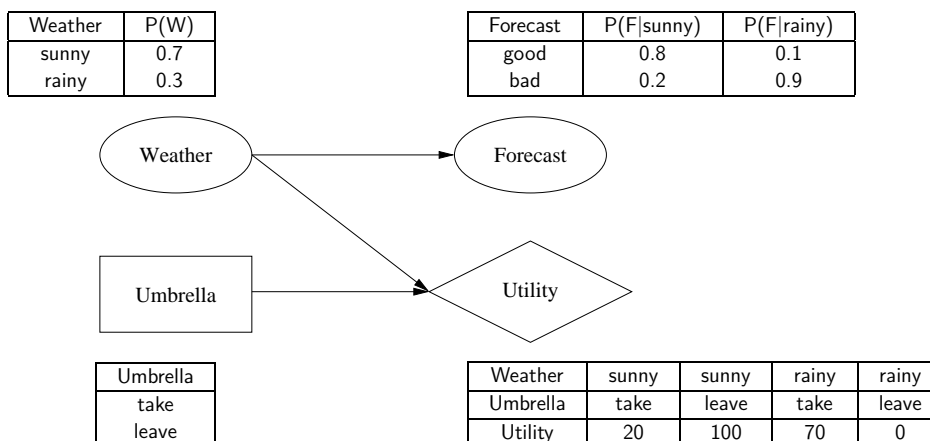 Weather P(W)
sunny 0.7
rainy 0.3
Forecast P(F|sunny) P(F|rainy)
good 0.8 0.1
bad 0.2 0.9
Weather
Forecast
Umbrella
Utility
Umbrella
take
leave
Weather sunny sunny rainy rainy
Umbrella take leave take leave
Utility 20 100 70 0